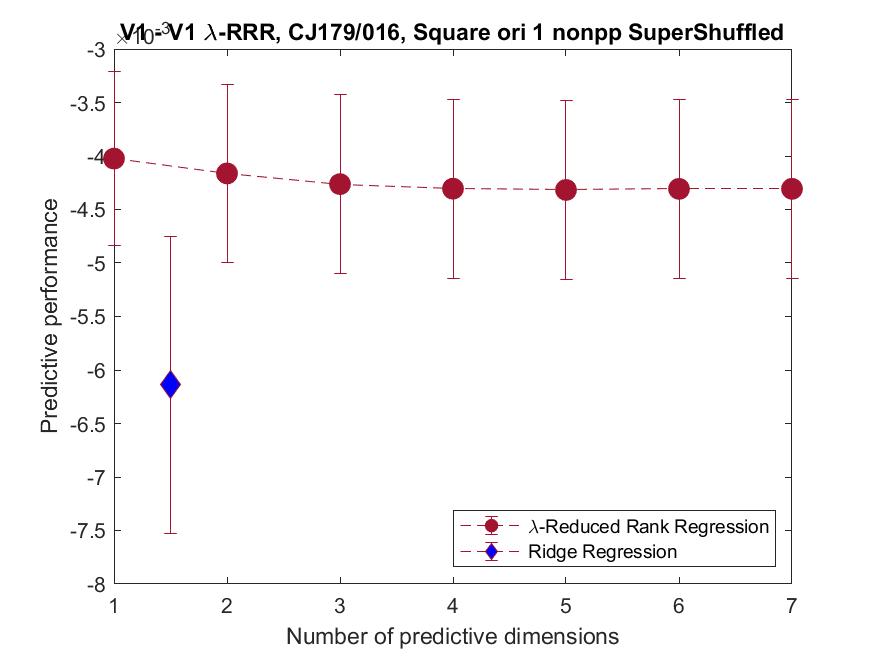 V1 - V1 λ-RRR, CJ179/016, Square ori 1 nonpp SuperShuffled
×10-3
-3
-3.5
-4
-4.5
-5
-5.5
-6
-6.5
-7
-7.5
-8
Predictive performance
λ-Reduced Rank Regression
Ridge Regression
1 2 3 4 5 6 7
Number of predictive dimensions